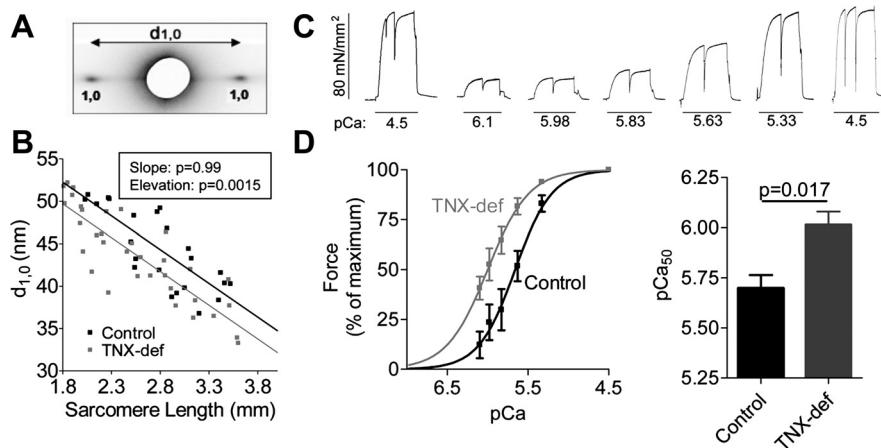 A
d1,0
1,0
1,0
B
Slope: p=0.99
Elevation: p=0.0015
55
50
45
40
35
30
d1,0 (nm)
Control
TNX-def
1.8 2.3 2.8 3.3 3.8
Sarcomere Length (mm)
C
80 mN/mm2
pCa: 4.5 6.1 5.98 5.83 5.63 5.33 4.5
D
100
75
50
25
0
Force
(% of maximum)
TNX-def
Control
6.5 5.5 4.5
pCa
6.25
6.00
5.75
5.50
5.25
pCa50
p=0.017
Control
TNX-def